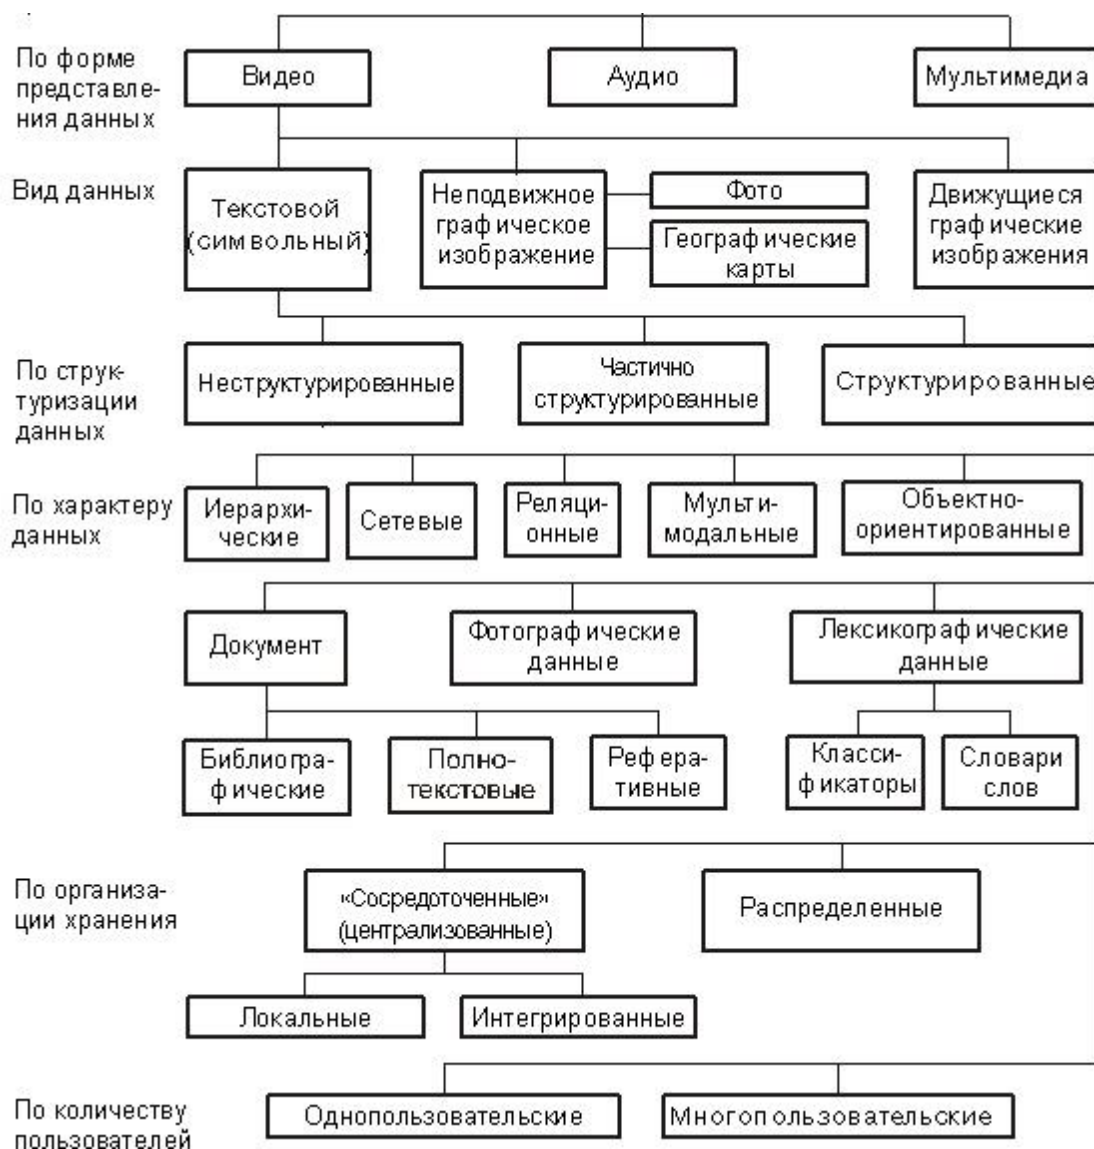 По форме
представле-
ния данных
Видео
Аудио
Мультимедиа
Вид данных
Текстовой
(символьный)
Неподвижное
графическое
изображение
Фото
Географические
карты
Движущиеся
графические
изображения
По струк-
туризации
данных
Неструктурированные
Частично
структурированные
Структурированные
По характеру
данных
Иерархи-
ческие
Сетевые
Реляци-
онные
Мульти-
модальные
Объектно-
ориентированные
Документ
Фотографические
данные
Лексикографические
данные
Библиогра-
фические
Полно-
текстовые
Рефера-
тивные
Класси-
фикаторы
Словари
слов
По организа-
ции хранения
«Сосредоточенные»
(централизованные)
Распределенные
Локальные
Интегрированные
По количеству
пользователей
Однопользовательские
Многопользовательские